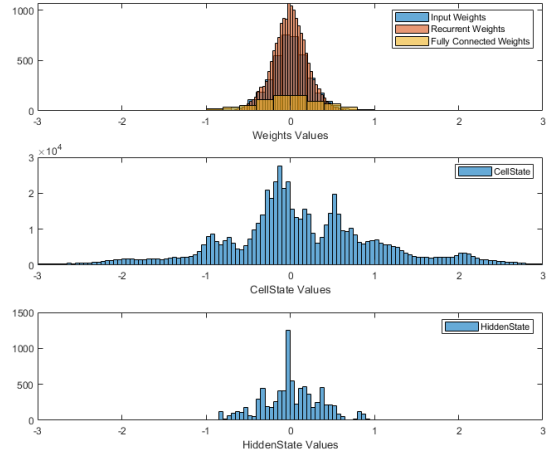 1000
500
0
Input Weights
Recurrent Weights
Fully Connected Weights
-3 -2 -1 0 1 2 3
Weights Values
×10^4
3
2
1
0
CellState
-3 -2 -1 0 1 2 3
CellState Values
1500
1000
500
0
HiddenState
-3 -2 -1 0 1 2 3
HiddenState Values